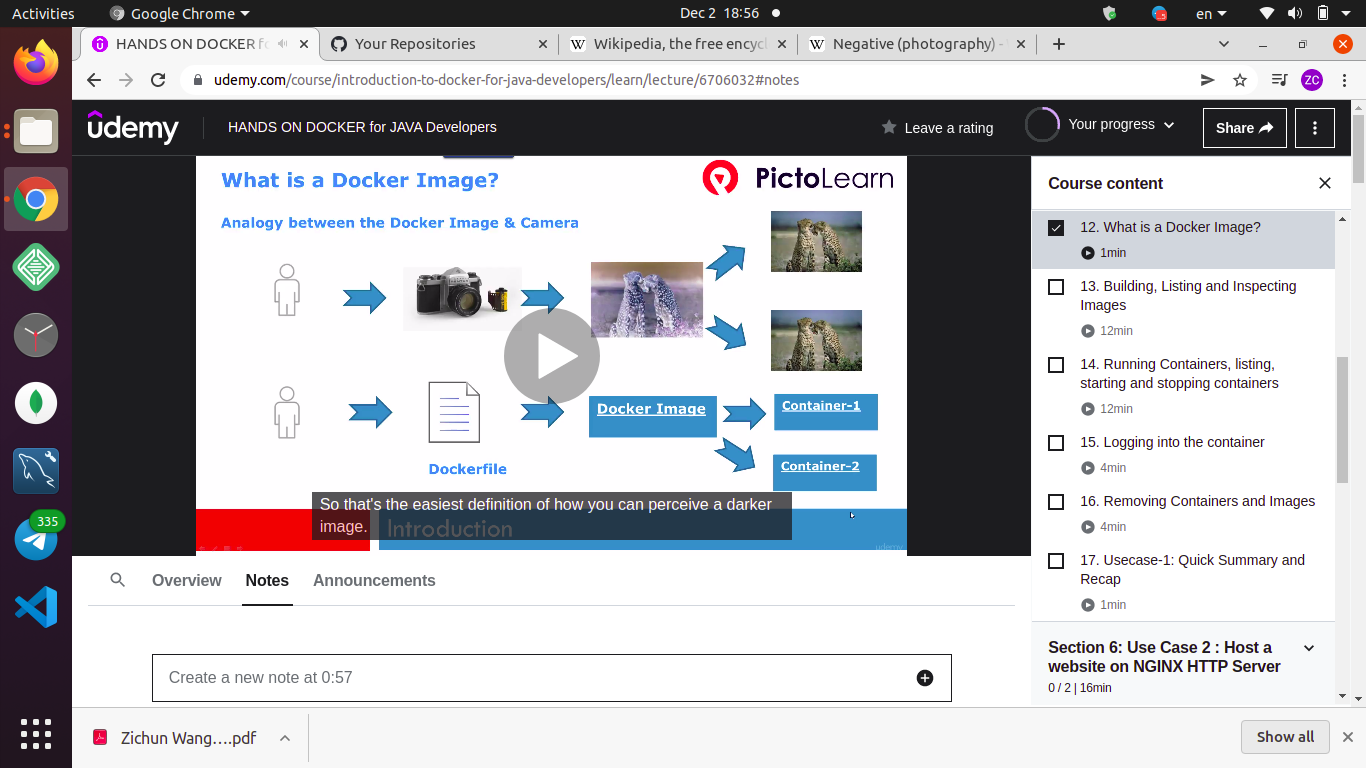 Activities
Google Chrome
Dec 2 18:56
en
HANDS ON DOCKER fo
Your Repositories
Wikipedia, the free encycl
Negative (photography) -
udemy.com/course/introduction-to-docker-for-java-developers/learn/lecture/6706032#notes
ZC
udemy
HANDS ON DOCKER for JAVA Developers
Leave a rating
Your progress
Share
What is a Docker Image?
PictoLearn
Analogy between the Docker Image & Camera
Docker Image
Container-1
Container-2
Dockerfile
So that's the easiest definition of how you can perceive a darker
image.
Introduction
udemy
Course content
12. What is a Docker Image?
1min
13. Building, Listing and Inspecting
Images
12min
14. Running Containers, listing,
starting and stopping containers
12min
15. Logging into the container
4min
16. Removing Containers and Images
4min
17. Usecase-1: Quick Summary and
Recap
1min
Section 6: Use Case 2 : Host a
website on NGINX HTTP Server
0 / 2 | 16min
Overview
Notes
Announcements
Create a new note at 0:57
335
Zichun Wang….pdf
Show all